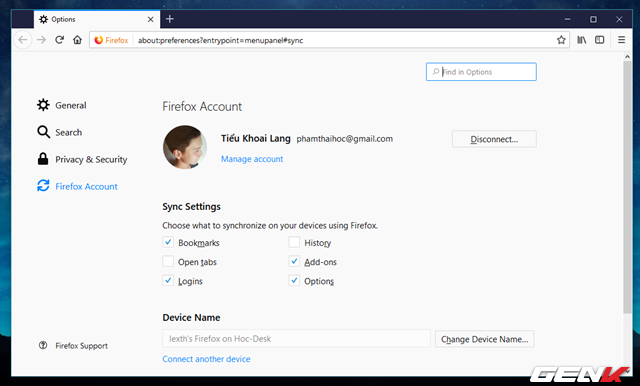 Options
Firefox about:preferences?entrypoint=menupanel#sync
Find in Options
General
Search
Privacy & Security
Firefox Account
Firefox Account
Tiểu Khoai Lang phamthaihoc@gmail.com
Disconnect...
Manage account
Sync Settings
Choose what to synchronize on your devices using Firefox.
Bookmarks History
Open tabs Add-ons
Logins Options
Device Name
lexth's Firefox on Hoc-Desk
Change Device Name...
Connect another device
Firefox Support
GENK